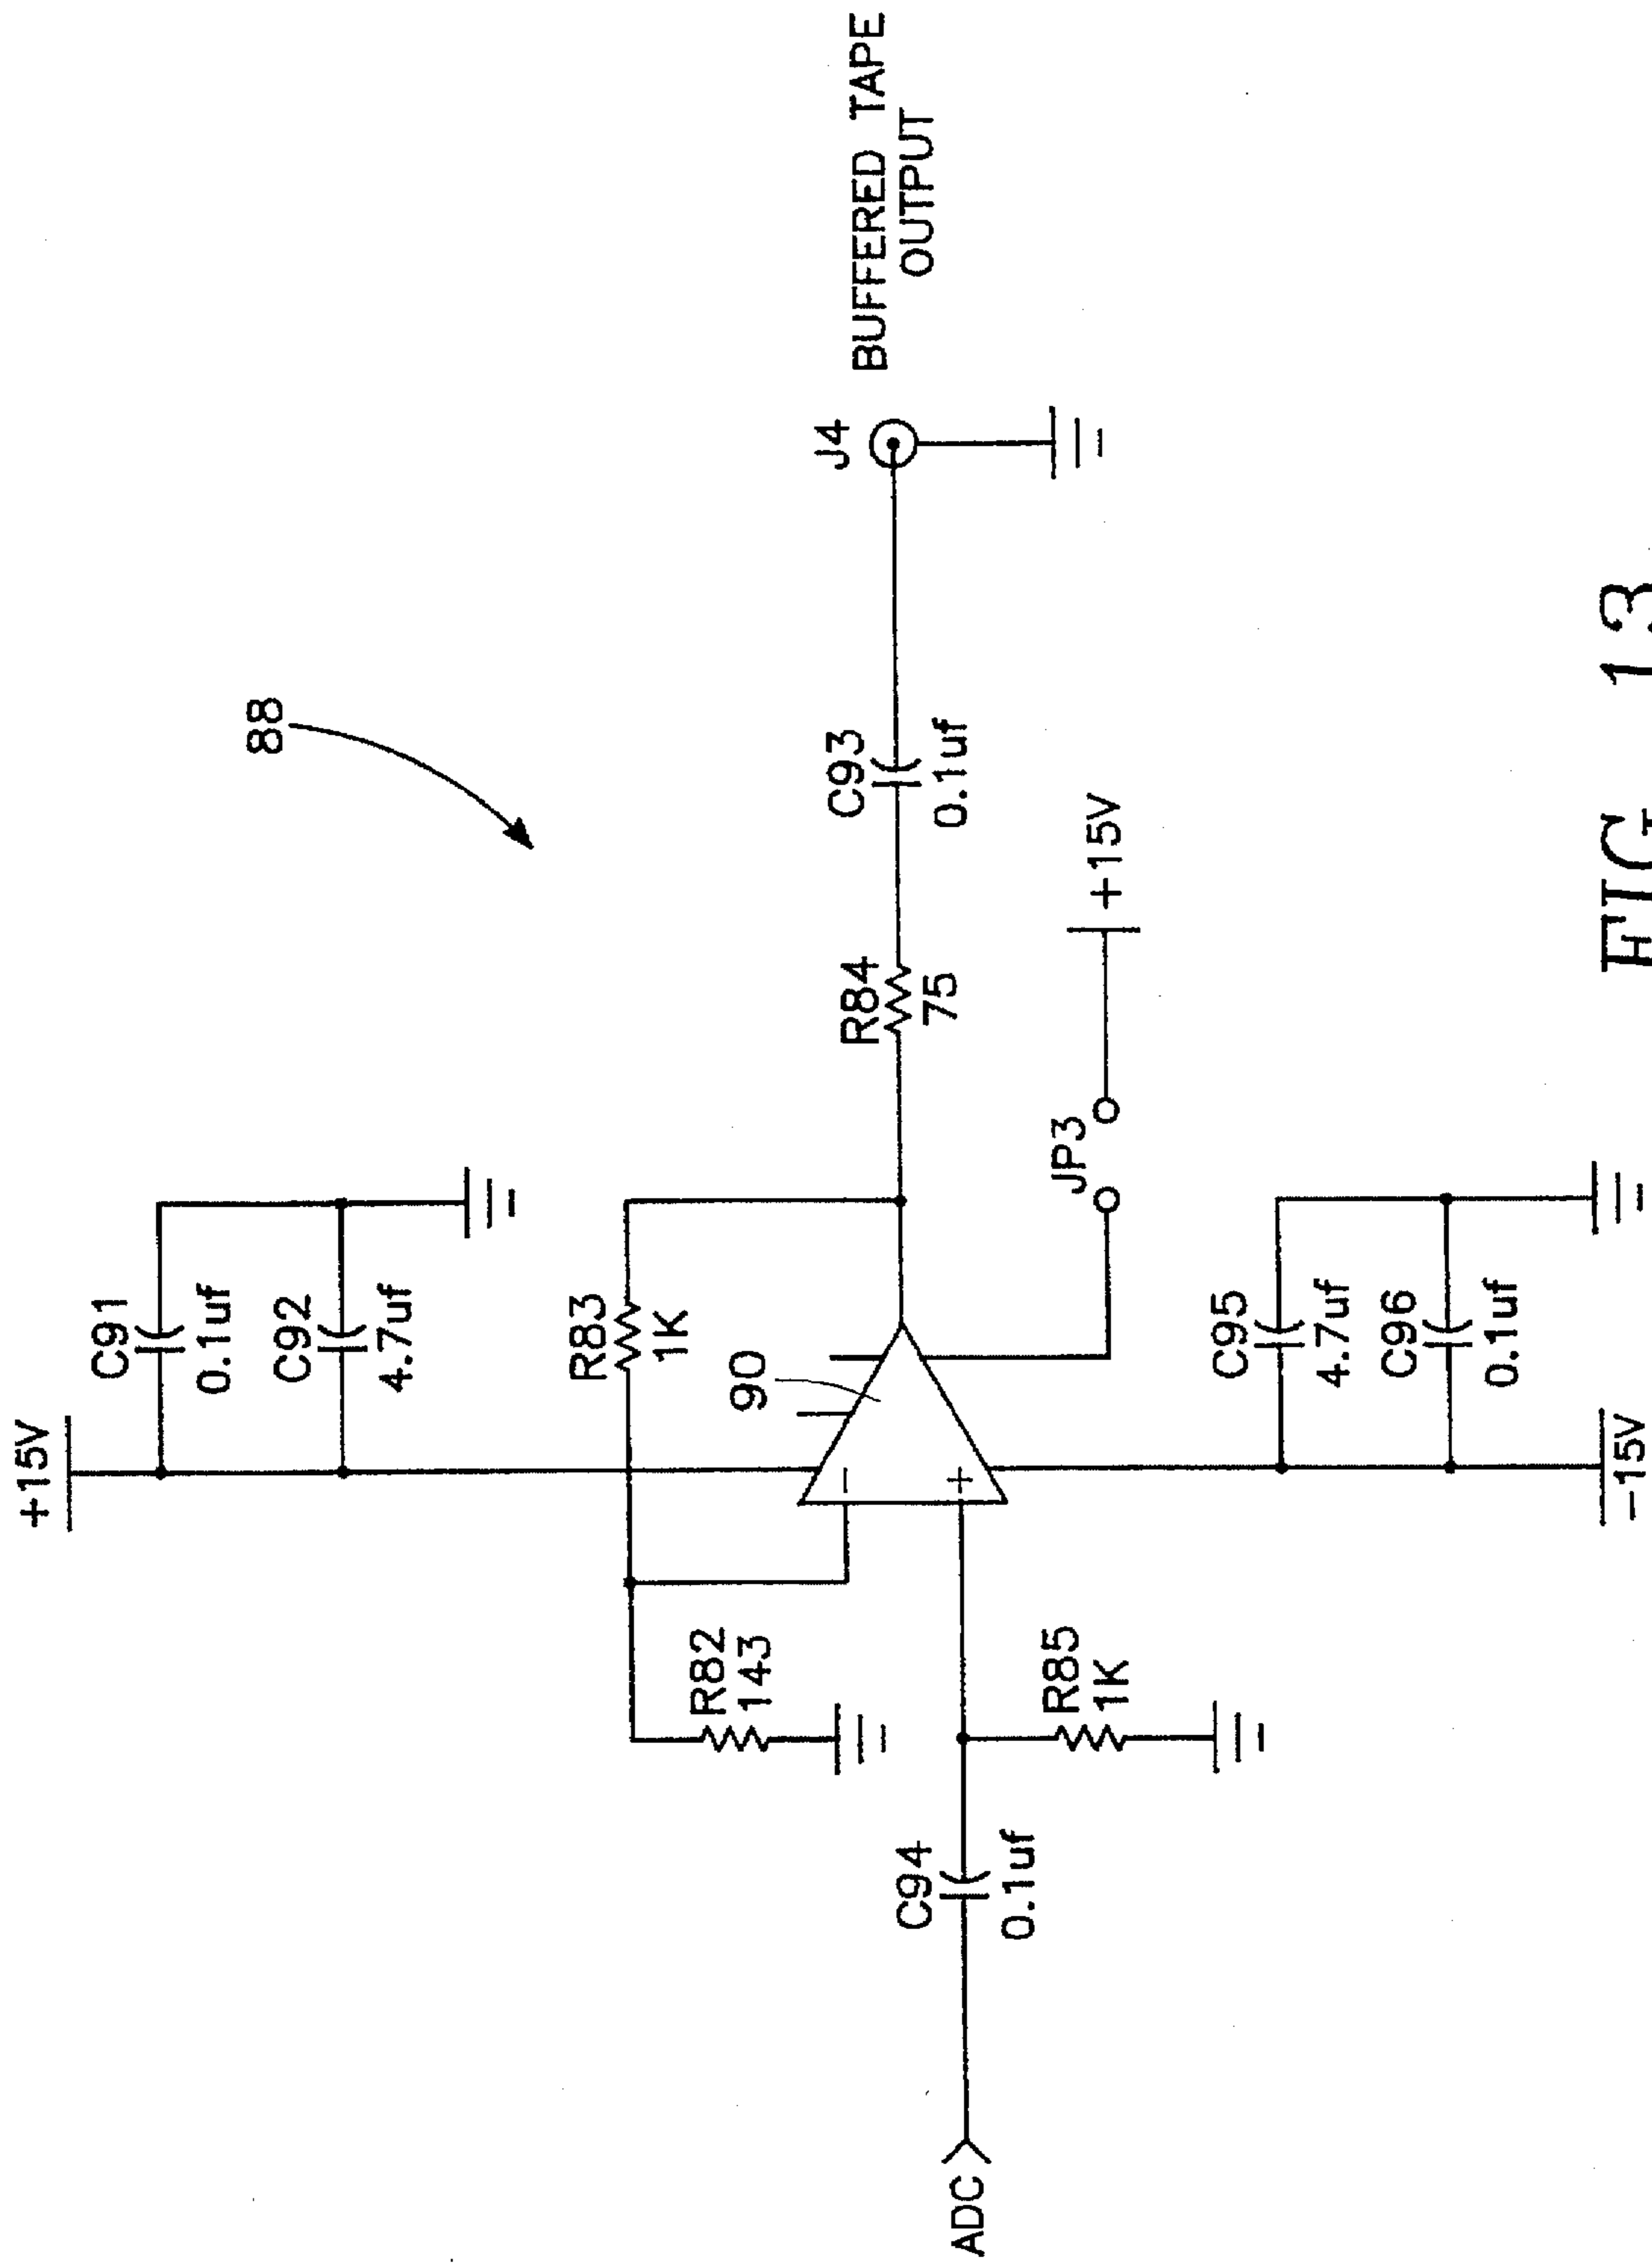 88
+15V
C91
0.1uf
C92
4.7uf
R83
1K
90
R82
143
ADC
C94
0.1uf
R85
1K
R84
75
C93
0.1uf
J4
BUFFERED TAPE
OUTPUT
JP3
+15V
C95
4.7uf
C96
0.1uf
-15V
FIG 13